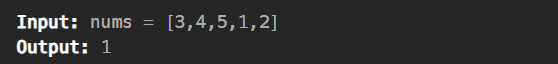 Input: nums = [3,4,5,1,2]
Output: 1